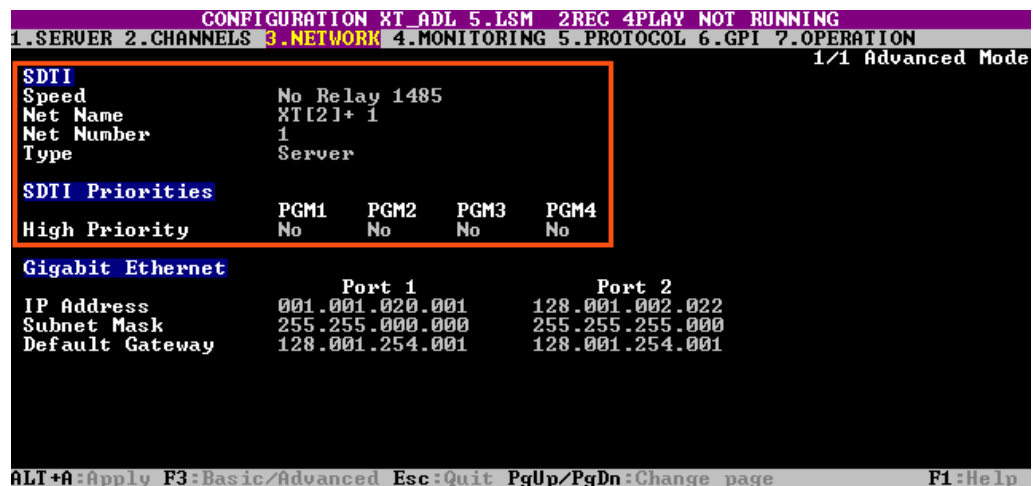 CONFIGURATION XT_ADL 5.LSM 2REC 4PLAY NOT RUNNING
1.SERVER 2.CHANNELS 3.NETWORK 4.MONITORING 5.PROTOCOL 6.GPI 7.OPERATION
1/1 Advanced Mode
SDTI
Speed No Relay 1485
Net Name XT[2]+ 1
Net Number 1
Type Server
SDTI Priorities
PGM1 PGM2 PGM3 PGM4
High Priority No No No No
Gigabit Ethernet
Port 1 Port 2
IP Address 001.001.020.001 128.001.002.022
Subnet Mask 255.255.000.000 255.255.255.000
Default Gateway 128.001.254.001 128.001.254.001
ALT+A:Apply F3:Basic/Advanced Esc:Quit PgUp/PgDn:Change page F1:Help